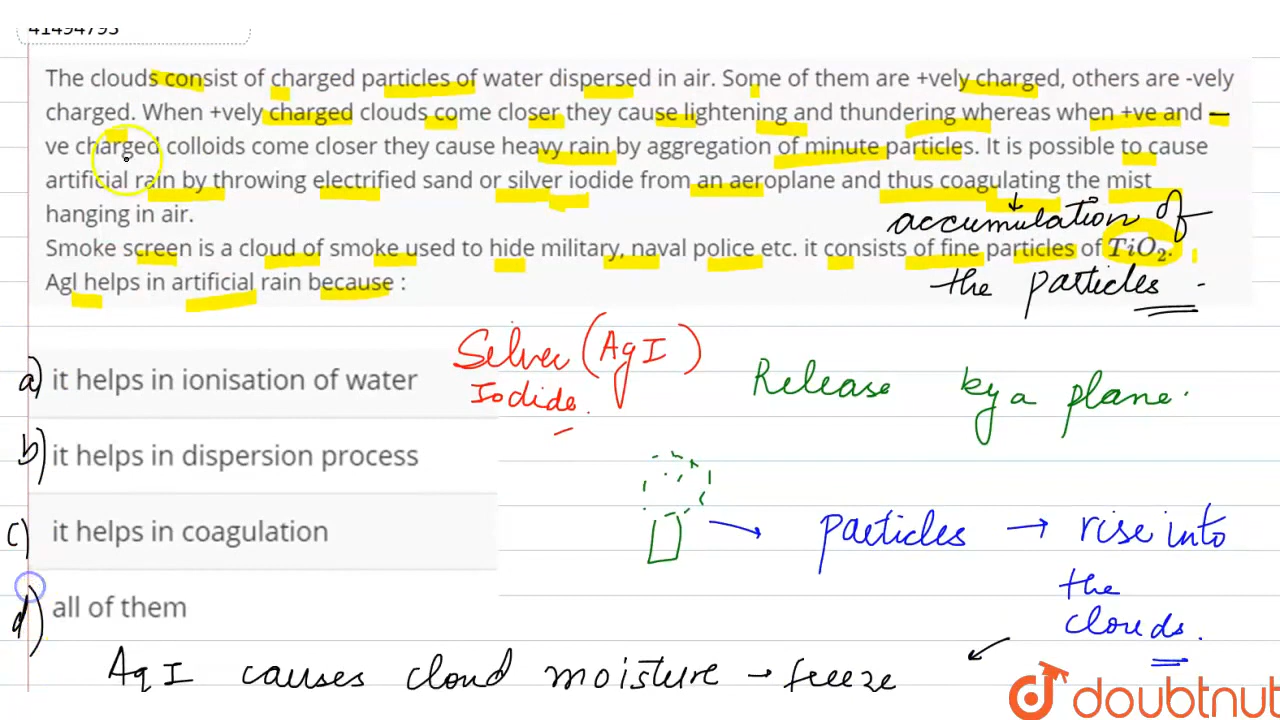 41494793
The clouds consist of charged particles of water dispersed in air. Some of them are +vely charged, others are -vely
charged. When +vely charged clouds come closer they cause lightening and thundering whereas when +ve and –
ve charged colloids come closer they cause heavy rain by aggregation of minute particles. It is possible to cause
artificial rain by throwing electrified sand or silver iodide from an aeroplane and thus coagulating the mist
hanging in air.
accumulation of
Smoke screen is a cloud of smoke used to hide military, naval police etc. it consists of fine particles of TiO₂.
the particles
Agl helps in artificial rain because :
Silver (AgI)
Iodide.
a) it helps in ionisation of water
Release by a plane.
b) it helps in dispersion process
c) it helps in coagulation
particles → rise into
the
clouds.
d) all of them
AgI causes cloud moisture → freeze
doubtnut